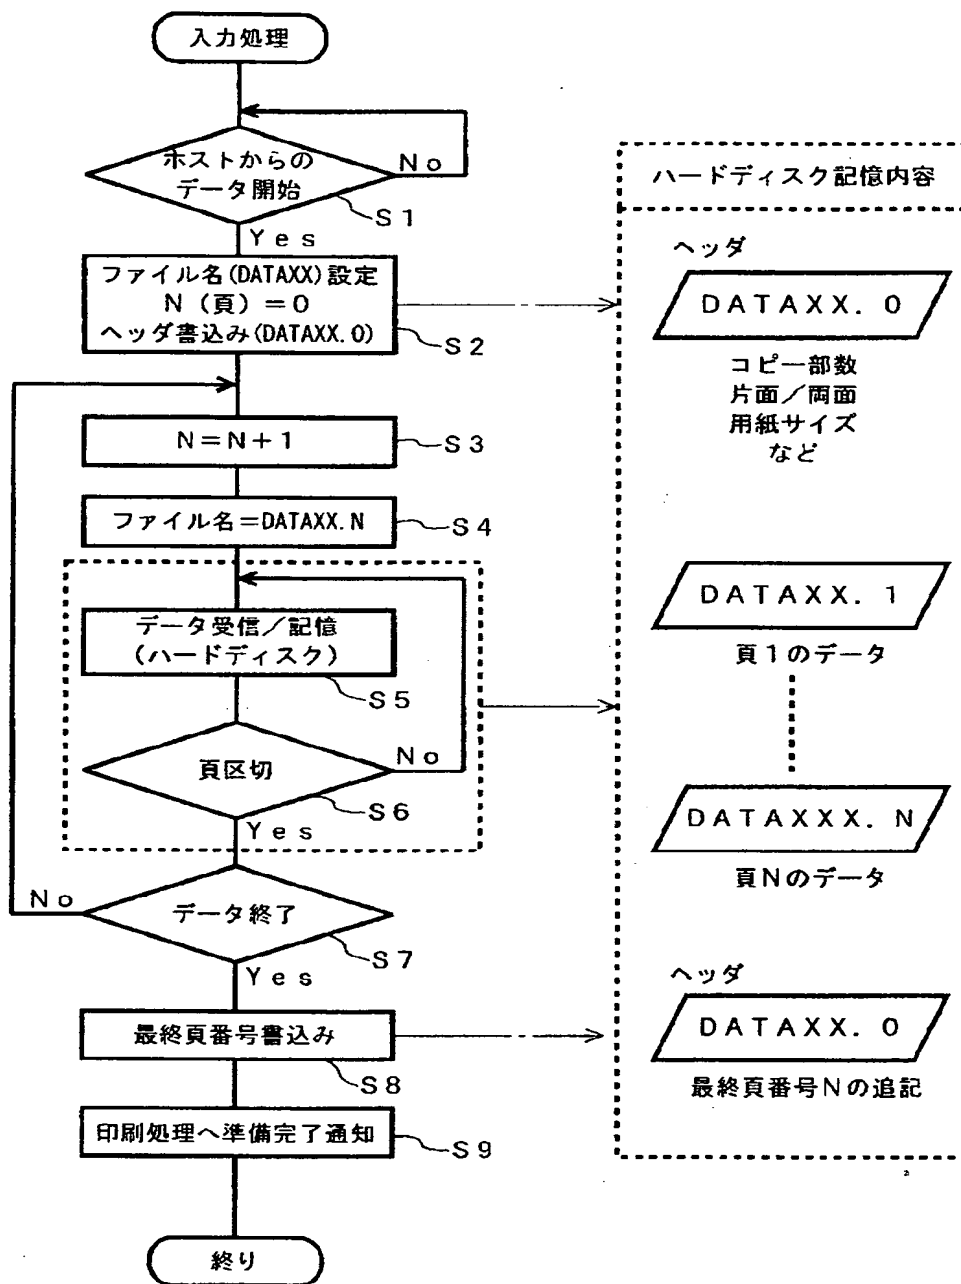 入力処理
ホストからの
データ開始
No
S1
Yes
ファイル名(DATAXX)設定
N(頁)=0
ヘッダ書込み(DATAXX.0)
S2
N=N+1
S3
ファイル名=DATAXX.N
S4
データ受信/記憶
(ハードディスク)
S5
頁区切
No
S6
Yes
No
データ終了
S7
Yes
最終頁番号書込み
S8
印刷処理へ準備完了通知
S9
終り
ハードディスク記憶内容
ヘッダ
DATAXX.0
コピー部数
片面/両面
用紙サイズ
など
DATAXX.1
頁1のデータ
DATAXXX.N
頁Nのデータ
ヘッダ
DATAXX.0
最終頁番号Nの追記